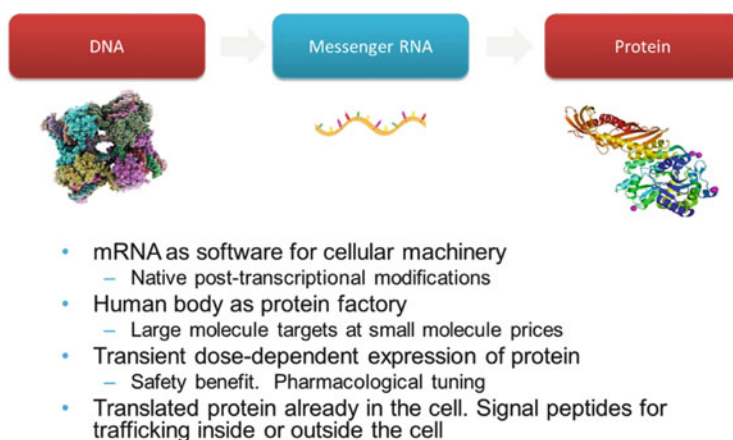 DNA
Messenger RNA
Protein
• mRNA as software for cellular machinery
– Native post-transcriptional modifications
• Human body as protein factory
– Large molecule targets at small molecule prices
• Transient dose-dependent expression of protein
– Safety benefit. Pharmacological tuning
• Translated protein already in the cell. Signal peptides for
trafficking inside or outside the cell